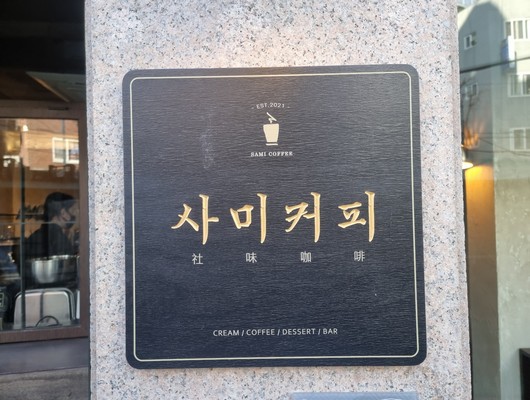 EST.2021
SAMI COFFEE
사미커피
社味咖啡
CREAM / COFFEE / DESSERT / BAR